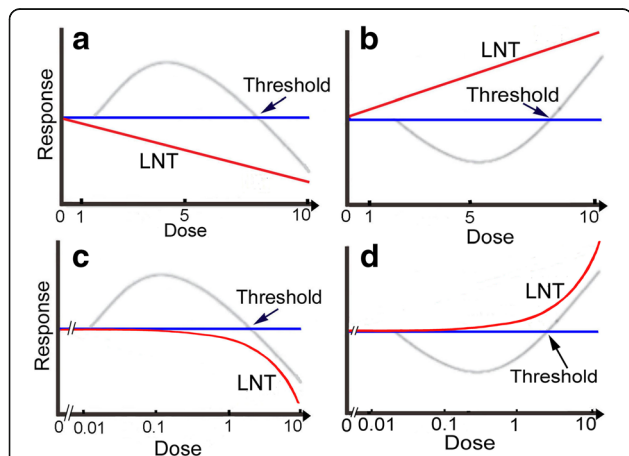 a
Response
Threshold
LNT
0 1 5 10
Dose
b
LNT
Threshold
0 1 5 10
Dose
c
Response
Threshold
LNT
0 0.01 0.1 1 10
Dose
d
LNT
Threshold
0 0.01 0.1 1 10
Dose